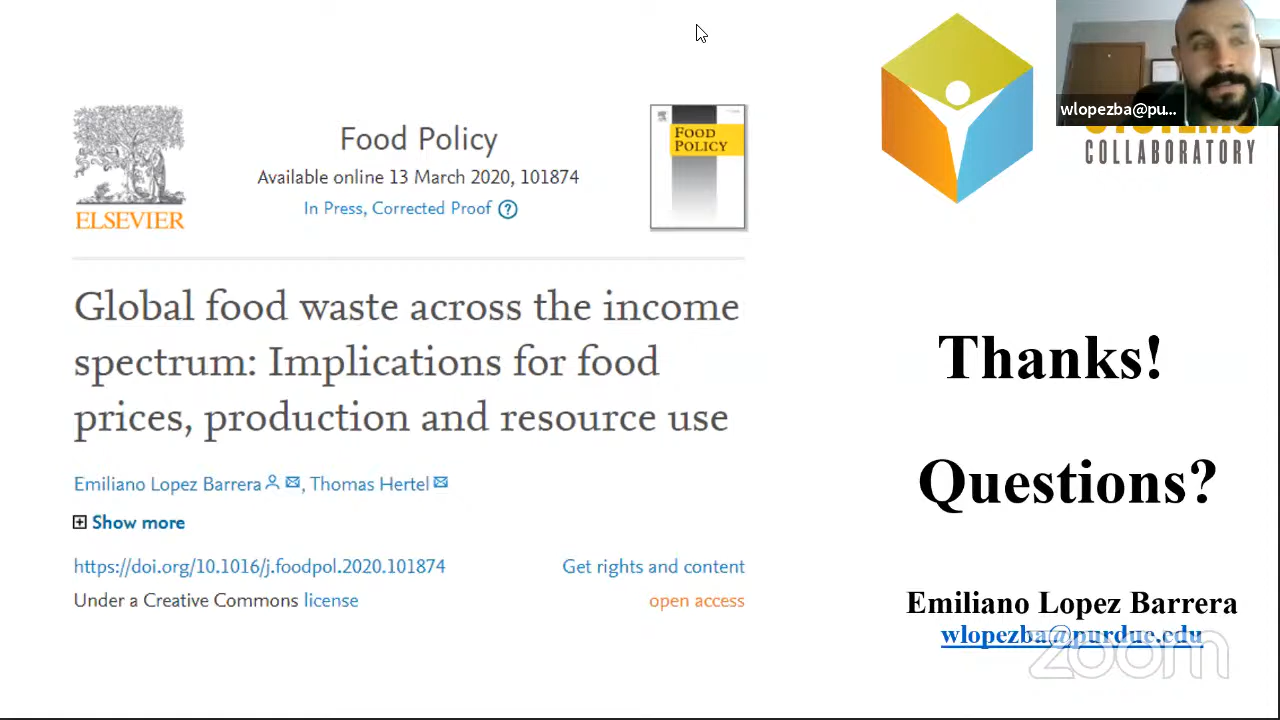 ELSEVIER
Food Policy
Available online 13 March 2020, 101874
In Press, Corrected Proof ?
FOOD
POLICY
wlopezba@pu...
COLLABORATORY
Global food waste across the income
spectrum: Implications for food
prices, production and resource use
Emiliano Lopez Barrera, Thomas Hertel
Show more
https://doi.org/10.1016/j.foodpol.2020.101874
Get rights and content
Under a Creative Commons license
open access
Thanks!
Questions?
Emiliano Lopez Barrera
wlopezba@purdue.edu
zoom